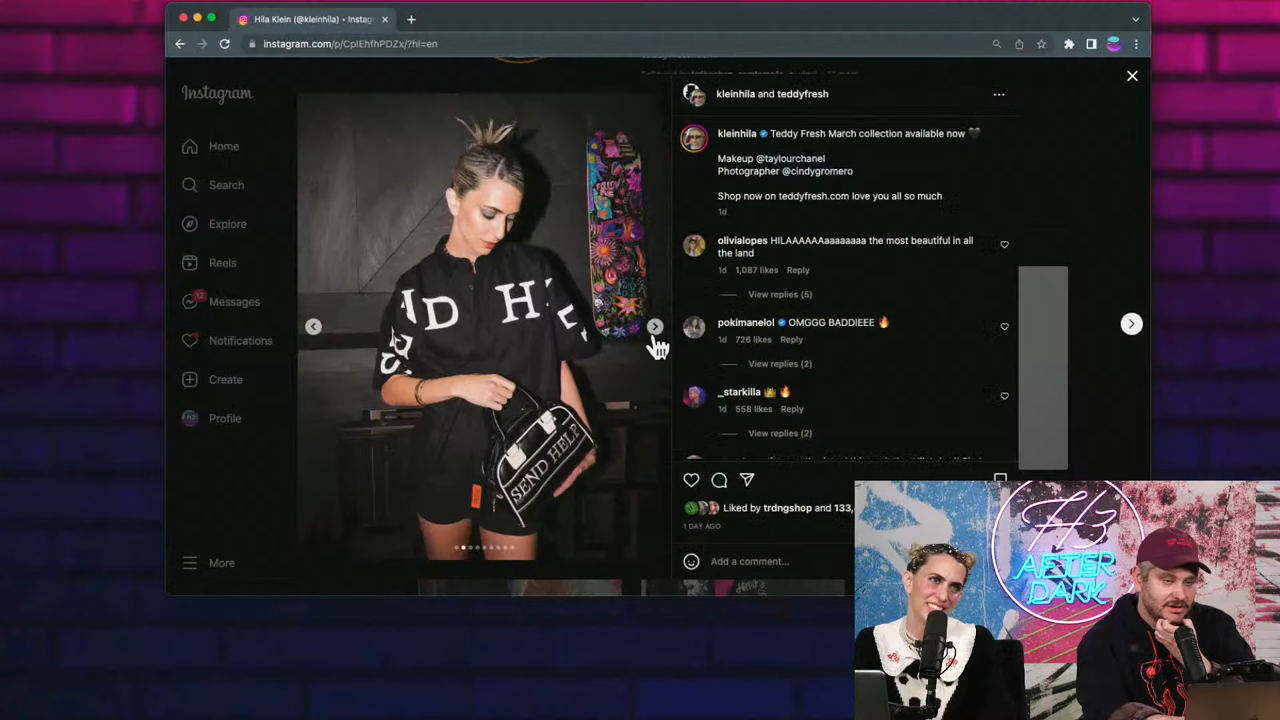 Hila Klein (@kleinhila) • Instag
instagram.com/p/CplEhfhPDZx/?hl=en
Instagram
Home
Search
Explore
Reels
12
Messages
Notifications
Create
Profile
More
SEND HELP
kleinhila and teddyfresh
kleinhila Teddy Fresh March collection available now 🖤
Makeup @taylourchanel
Photographer @cindygromero
Shop now on teddyfresh.com love you all so much
1d
olivialopes HILAAAAAaaaaaaa the most beautiful in all
the land
1d 1,087 likes Reply
View replies (5)
pokimanelol OMGGG BADDIEEE 🔥
1d 726 likes Reply
View replies (2)
_starkilla 👑 🔥
1d 558 likes Reply
View replies (2)
Liked by trdngshop and 133,
1 DAY AGO
Add a comment...
H3
AFTER
DARK